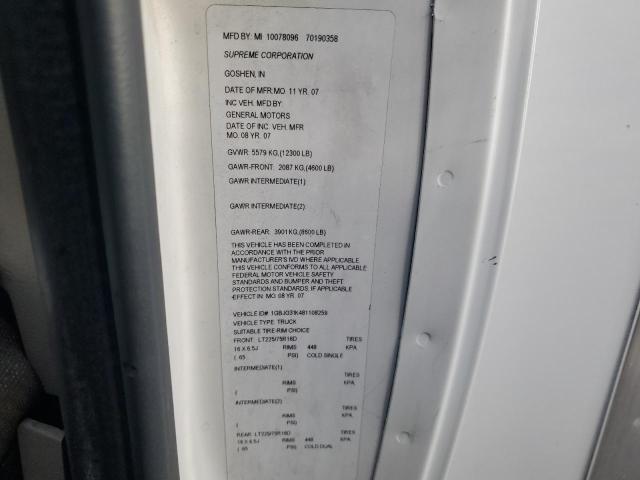 MFD BY: MI 10078096 70190358
SUPREME CORPORATION
GOSHEN, IN
DATE OF MFR.MO. 11 YR. 07
INC VEH. MFD.BY:
GENERAL MOTORS
DATE OF INC. VEH. MFR
MO. 08 YR. 07
GVWR: 5579 KG,(12300 LB)
GAWR-FRONT: 2087 KG,(4600 LB)
GAWR INTERMEDIATE(1)
GAWR INTERMEDIATE(2)
GAWR-REAR: 3901 KG,(8600 LB)
THIS VEHICLE HAS BEEN COMPLETED IN
ACCORDANCE WITH THE PRIOR
MANUFACTURER'S IVD WHERE APPLICABLE.
THIS VEHICLE CONFORMS TO ALL APPLICABLE
FEDERAL MOTOR VEHICLE SAFETY
STANDARDS AND BUMPER AND THEFT
PROTECTION STANDARDS, IF APPLICABLE
EFFECT IN: MO.08 YR. 07
VEHICLE ID# 1GBJG31K481108259
VEHICLE TYPE: TRUCK
SUITABLE TIRE-RIM CHOICE
FRONT LT225/75R16D TIRES
16 X 6.5J RIMS 448 KPA,
( 65 PSI) COLD SINGLE
INTERMEDIATE(1) TIRES
RIMS KPA,
( PSI)
INTERMEDIATE(2) TIRES
RIMS KPA,
( PSI)
REAR LT225/75R16D TIRES
16 X 6.5J RIMS 448 KPA,
( 65 PSI) COLD DUAL